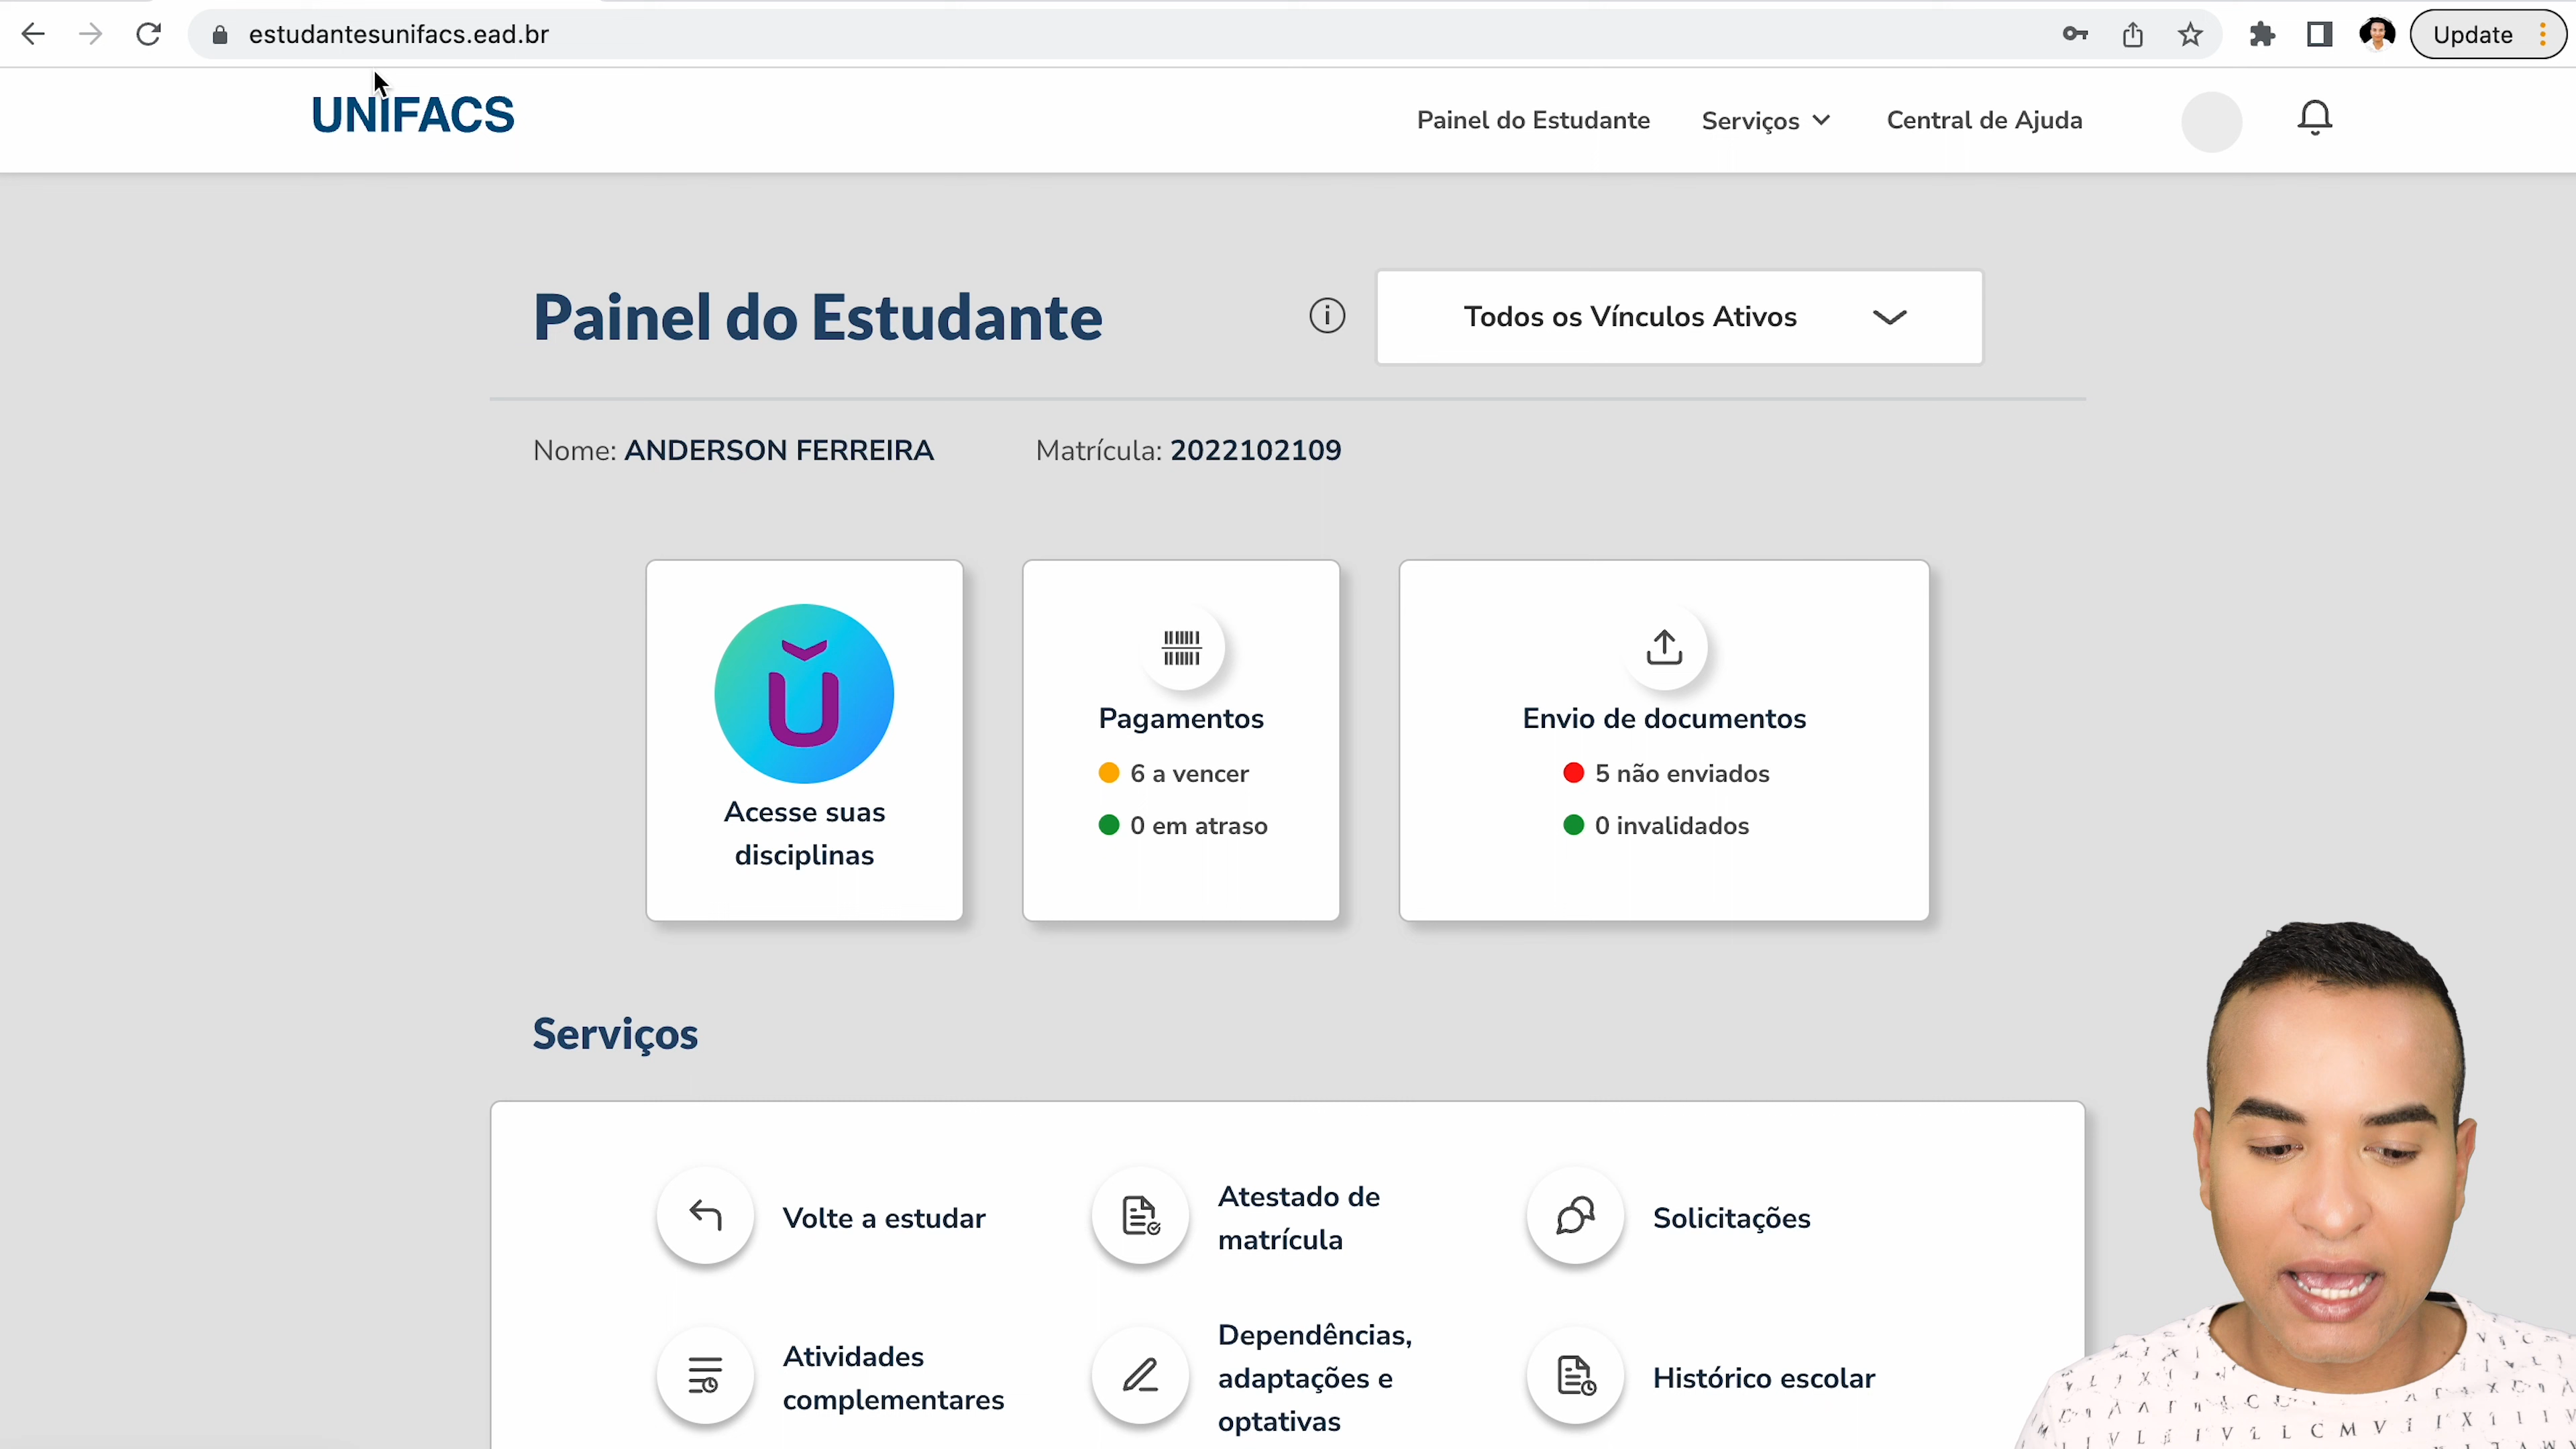 estudantesunifacs.ead.br
Update
UNIFACS
Painel do Estudante
Serviços
Central de Ajuda
Painel do Estudante
Todos os Vínculos Ativos
Nome: ANDERSON FERREIRA
Matrícula: 2022102109
Acesse suas
disciplinas
Pagamentos
6 a vencer
0 em atraso
Envio de documentos
5 não enviados
0 invalidados
Serviços
Volte a estudar
Atestado de
matrícula
Solicitações
Atividades
complementares
Dependências,
adaptações e
optativas
Histórico escolar